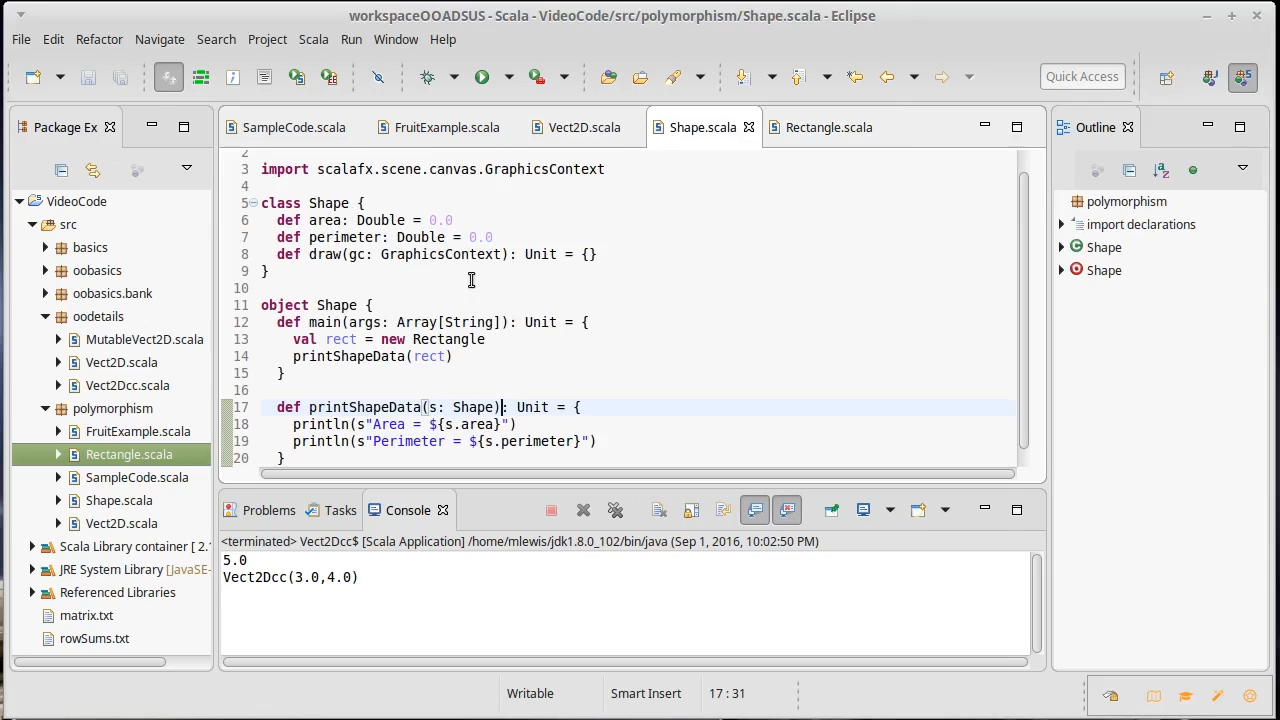 workspaceOOADSUS - Scala - VideoCode/src/polymorphism/Shape.scala - Eclipse
File Edit Refactor Navigate Search Project Scala Run Window Help
Quick Access
Package Ex
VideoCode
src
basics
oobasics
oobasics.bank
oodetails
MutableVect2D.scala
Vect2D.scala
Vect2Dcc.scala
polymorphism
FruitExample.scala
Rectangle.scala
SampleCode.scala
Shape.scala
Vect2D.scala
Scala Library container [ 2.
JRE System Library [JavaSE-
Referenced Libraries
matrix.txt
rowSums.txt
SampleCode.scala FruitExample.scala Vect2D.scala Shape.scala Rectangle.scala
2
3 import scalafx.scene.canvas.GraphicsContext
4
5 class Shape {
6   def area: Double = 0.0
7   def perimeter: Double = 0.0
8   def draw(gc: GraphicsContext): Unit = {}
9 }
10
11 object Shape {
12   def main(args: Array[String]): Unit = {
13     val rect = new Rectangle
14     printShapeData(rect)
15   }
16
17   def printShapeData(s: Shape): Unit = {
18     println(s"Area = ${s.area}")
19     println(s"Perimeter = ${s.perimeter}")
20   }
Problems Tasks Console
<terminated> Vect2Dcc$ [Scala Application] /home/mlewis/jdk1.8.0_102/bin/java (Sep 1, 2016, 10:02:50 PM)
5.0
Vect2Dcc(3.0,4.0)
Outline
polymorphism
import declarations
Shape
Shape
Writable Smart Insert 17 : 31